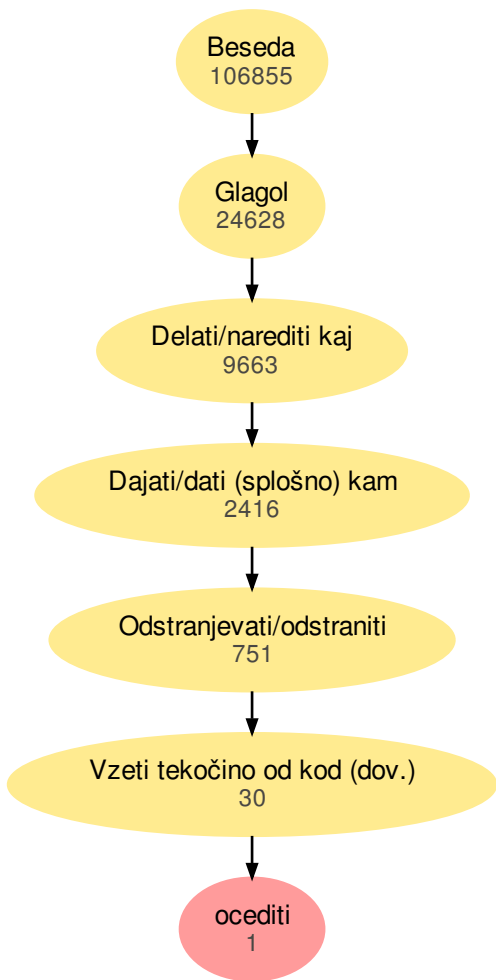 Beseda
106855
Glagol
24628
Delati/narediti kaj
9663
Dajati/dati (splošno) kam
2416
Odstranjevati/odstraniti
751
Vzeti tekočino od kod (dov.)
30
ocediti
1